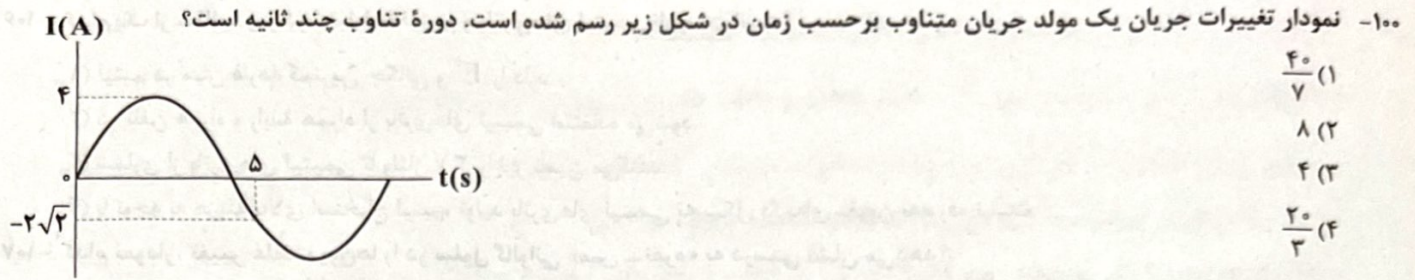 ۱۰۰- نمودار تغییرات جریان یک مولد جریان متناوب برحسب زمان در شکل زیر رسم شده است. دورهٔ تناوب چند ثانیه است؟
I(A)
۴
۰
۵
t(s)
-۲√۲
۱) ۴۰/۷
۲) ۸
۳) ۴
۴) ۲۰/۳